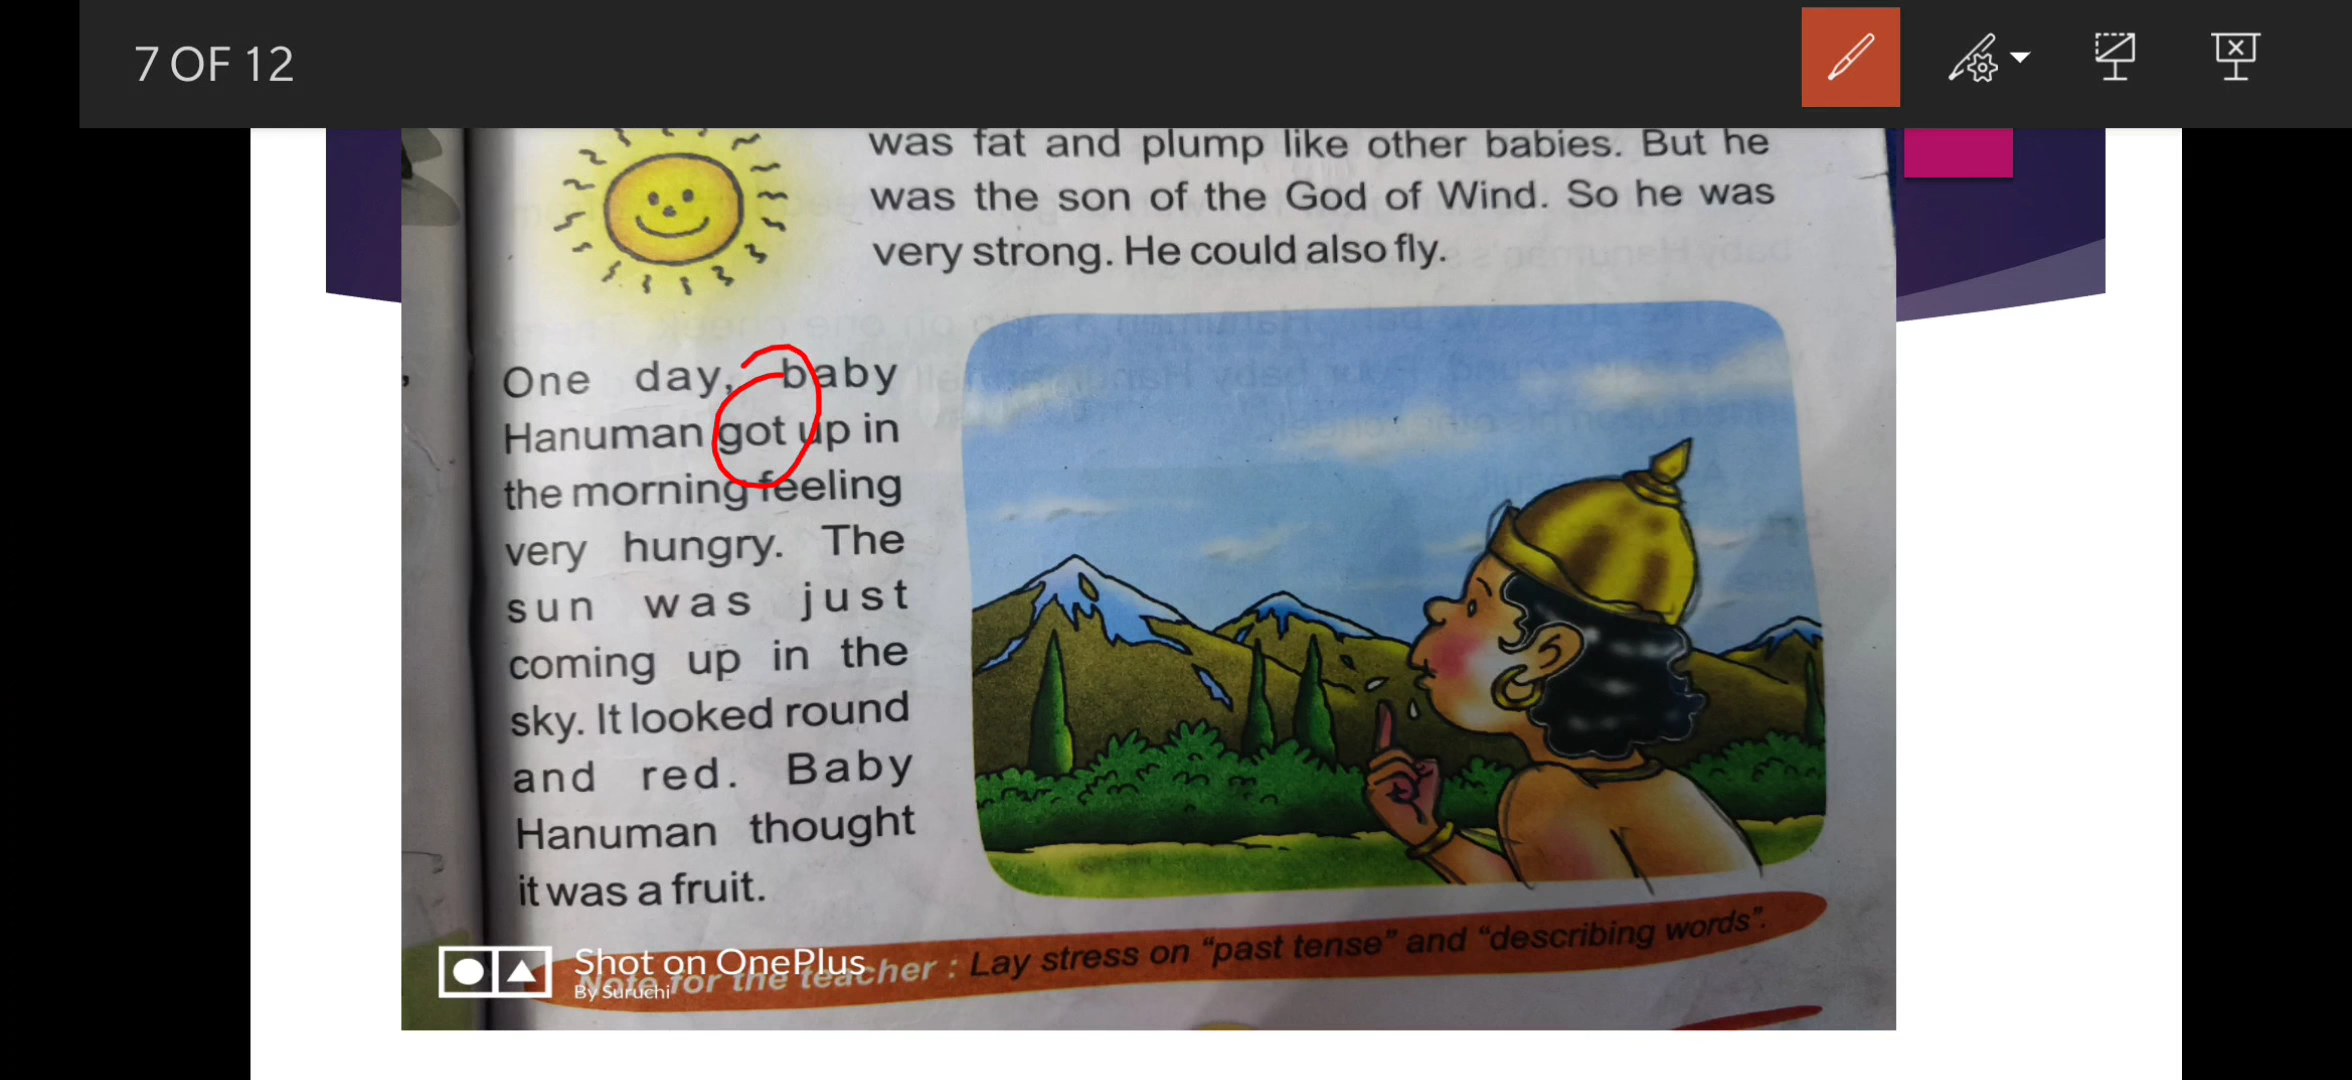 7 OF 12
was fat and plump like other babies. But he
was the son of the God of Wind. So he was
very strong. He could also fly.
One day, baby
Hanuman got up in
the morning feeling
very hungry. The
sun was just
coming up in the
sky. It looked round
and red. Baby
Hanuman thought
it was a fruit.
Note for the teacher : Lay stress on "past tense" and "describing words".
Shot on OnePlus
By Suruchi